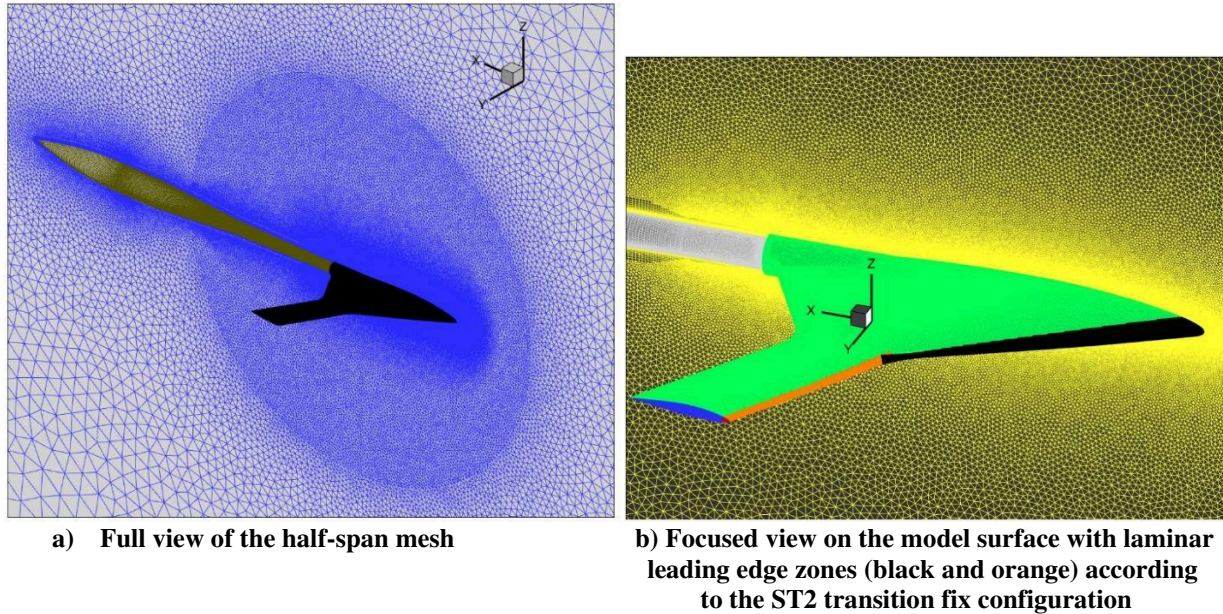 Z
X
Y
Z
X
Y
a) Full view of the half-span mesh
b) Focused view on the model surface with laminar
leading edge zones (black and orange) according
to the ST2 transition fix configuration